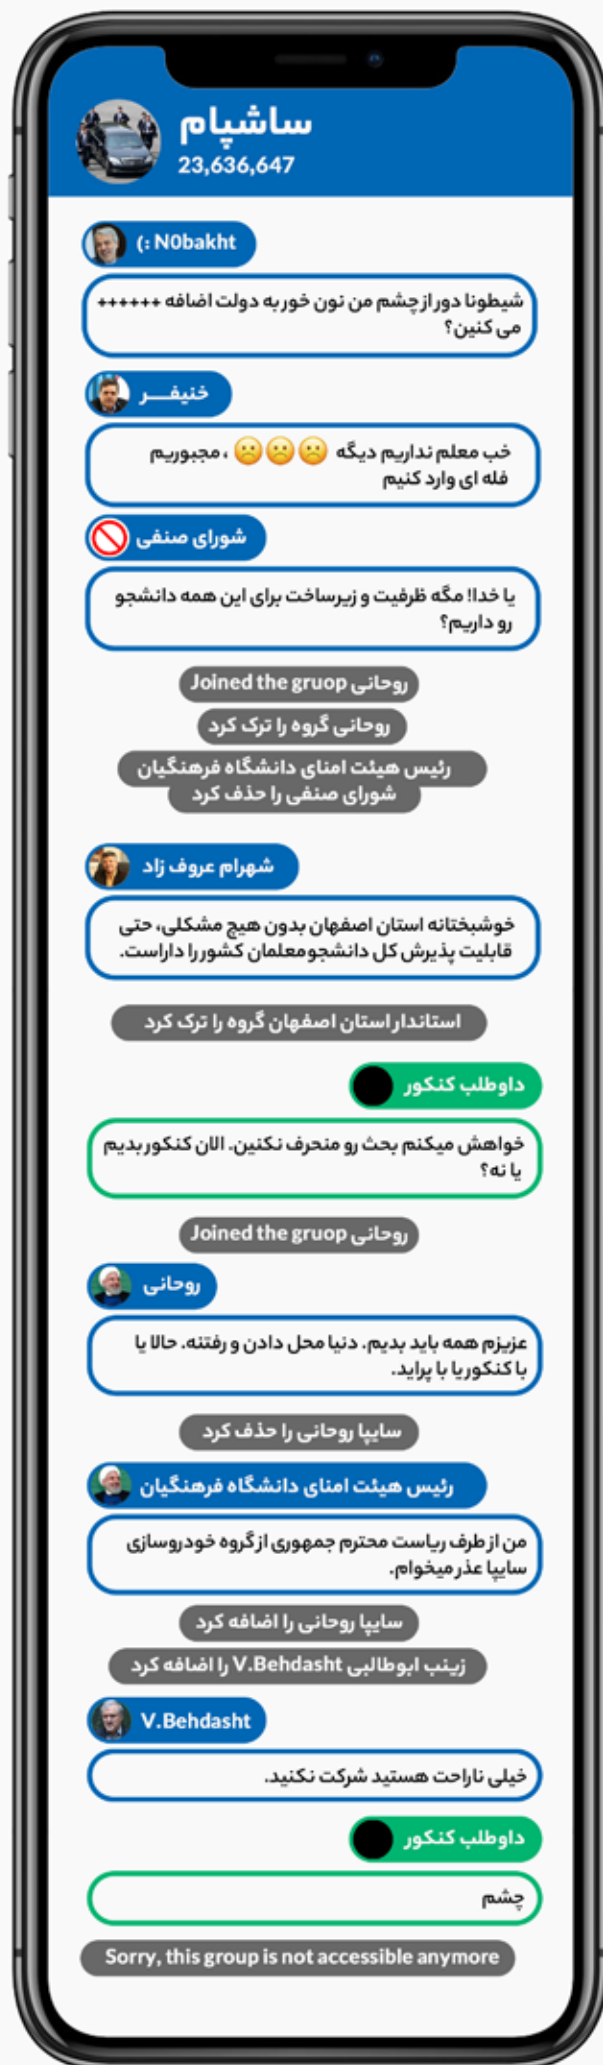 ساشپام
23,636,647
(: N0bakht
شیطونا دور از چشم من نون خور به دولت اضافه ++++++
می کنین؟
خنیفـــر
خب معلم نداریم دیگه ☹️☹️☹️ ، مجبوریم
فله ای وارد کنیم
شورای صنفی
یا خدا! مگه ظرفیت و زیرساخت برای این همه دانشجو
رو داریم؟
روحانی Joined the gruop
روحانی گروه را ترک کرد
رئیس هیئت امنای دانشگاه فرهنگیان
شورای صنفی را حذف کرد
شهرام عروف زاد
خوشبختانه استان اصفهان بدون هیچ مشکلی، حتی
قابلیت پذیرش کل دانشجومعلمان کشور را داراست.
استاندار استان اصفهان گروه را ترک کرد
داوطلب کنکور
خواهش میکنم بحث رو منحرف نکنین. الان کنکور بدیم
یا نه؟
روحانی Joined the gruop
روحانی
عزیزم همه باید بدیم. دنیا محل دادن و رفتنه. حالا یا
با کنکور یا با پراید.
سایپا روحانی را حذف کرد
رئیس هیئت امنای دانشگاه فرهنگیان
من از طرف ریاست محترم جمهوری از گروه خودروسازی
سایپا عذر میخوام.
سایپا روحانی را اضافه کرد
زینب ابوطالبی V.Behdasht را اضافه کرد
V.Behdasht
خیلی ناراحت هستید شرکت نکنید.
داوطلب کنکور
چشم
Sorry, this group is not accessible anymore